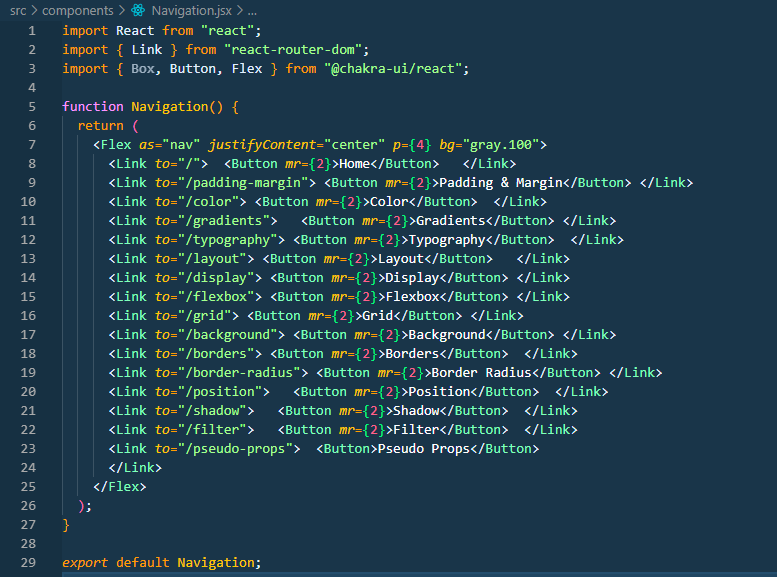 src > components > Navigation.jsx > ...
1 import React from "react";
2 import { Link } from "react-router-dom";
3 import { Box, Button, Flex } from "@chakra-ui/react";
4
5 function Navigation() {
6   return (
7     <Flex as="nav" justifyContent="center" p={4} bg="gray.100">
8       <Link to="/">  <Button mr={2}>Home</Button>   </Link>
9       <Link to="/padding-margin"> <Button mr={2}>Padding & Margin</Button> </Link>
10       <Link to="/color"> <Button mr={2}>Color</Button>  </Link>
11       <Link to="/gradients">   <Button mr={2}>Gradients</Button> </Link>
12       <Link to="/typography"> <Button mr={2}>Typography</Button>  </Link>
13       <Link to="/layout"> <Button mr={2}>Layout</Button>   </Link>
14       <Link to="/display"> <Button mr={2}>Display</Button> </Link>
15       <Link to="/flexbox"> <Button mr={2}>Flexbox</Button> </Link>
16       <Link to="/grid"> <Button mr={2}>Grid</Button> </Link>
17       <Link to="/background"> <Button mr={2}>Background</Button> </Link>
18       <Link to="/borders"> <Button mr={2}>Borders</Button>  </Link>
19       <Link to="/border-radius"> <Button mr={2}>Border Radius</Button> </Link>
20       <Link to="/position">   <Button mr={2}>Position</Button>  </Link>
21       <Link to="/shadow">   <Button mr={2}>Shadow</Button>  </Link>
22       <Link to="/filter">   <Button mr={2}>Filter</Button>  </Link>
23       <Link to="/pseudo-props">  <Button>Pseudo Props</Button>
24       </Link>
25     </Flex>
26   );
27 }
28
29 export default Navigation;